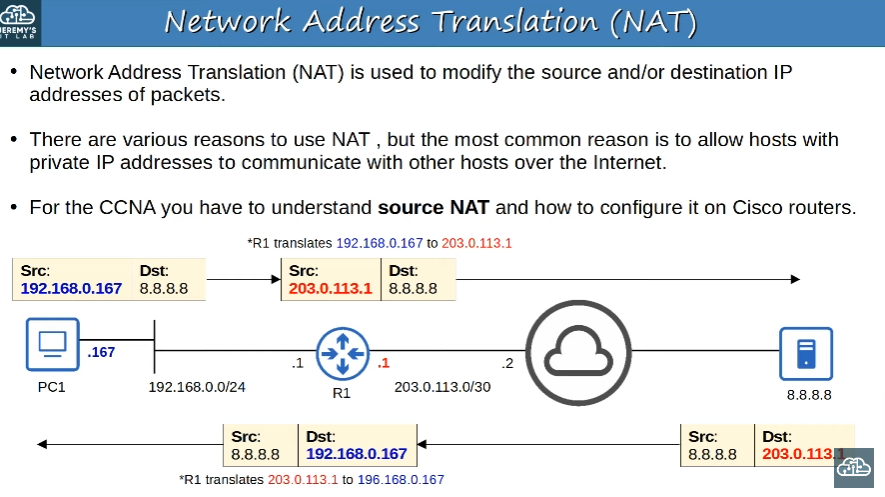 JEREMY'S
IT LAB
Network Address Translation (NAT)
• Network Address Translation (NAT) is used to modify the source and/or destination IP
addresses of packets.
• There are various reasons to use NAT , but the most common reason is to allow hosts with
private IP addresses to communicate with other hosts over the Internet.
• For the CCNA you have to understand source NAT and how to configure it on Cisco routers.
*R1 translates 192.168.0.167 to 203.0.113.1
Src: Dst:
192.168.0.167 8.8.8.8
Src: Dst:
203.0.113.1 8.8.8.8
.167
.1
.1
.2
PC1
192.168.0.0/24
R1
203.0.113.0/30
8.8.8.8
Src: Dst:
8.8.8.8 192.168.0.167
Src: Dst:
8.8.8.8 203.0.113.1
*R1 translates 203.0.113.1 to 196.168.0.167